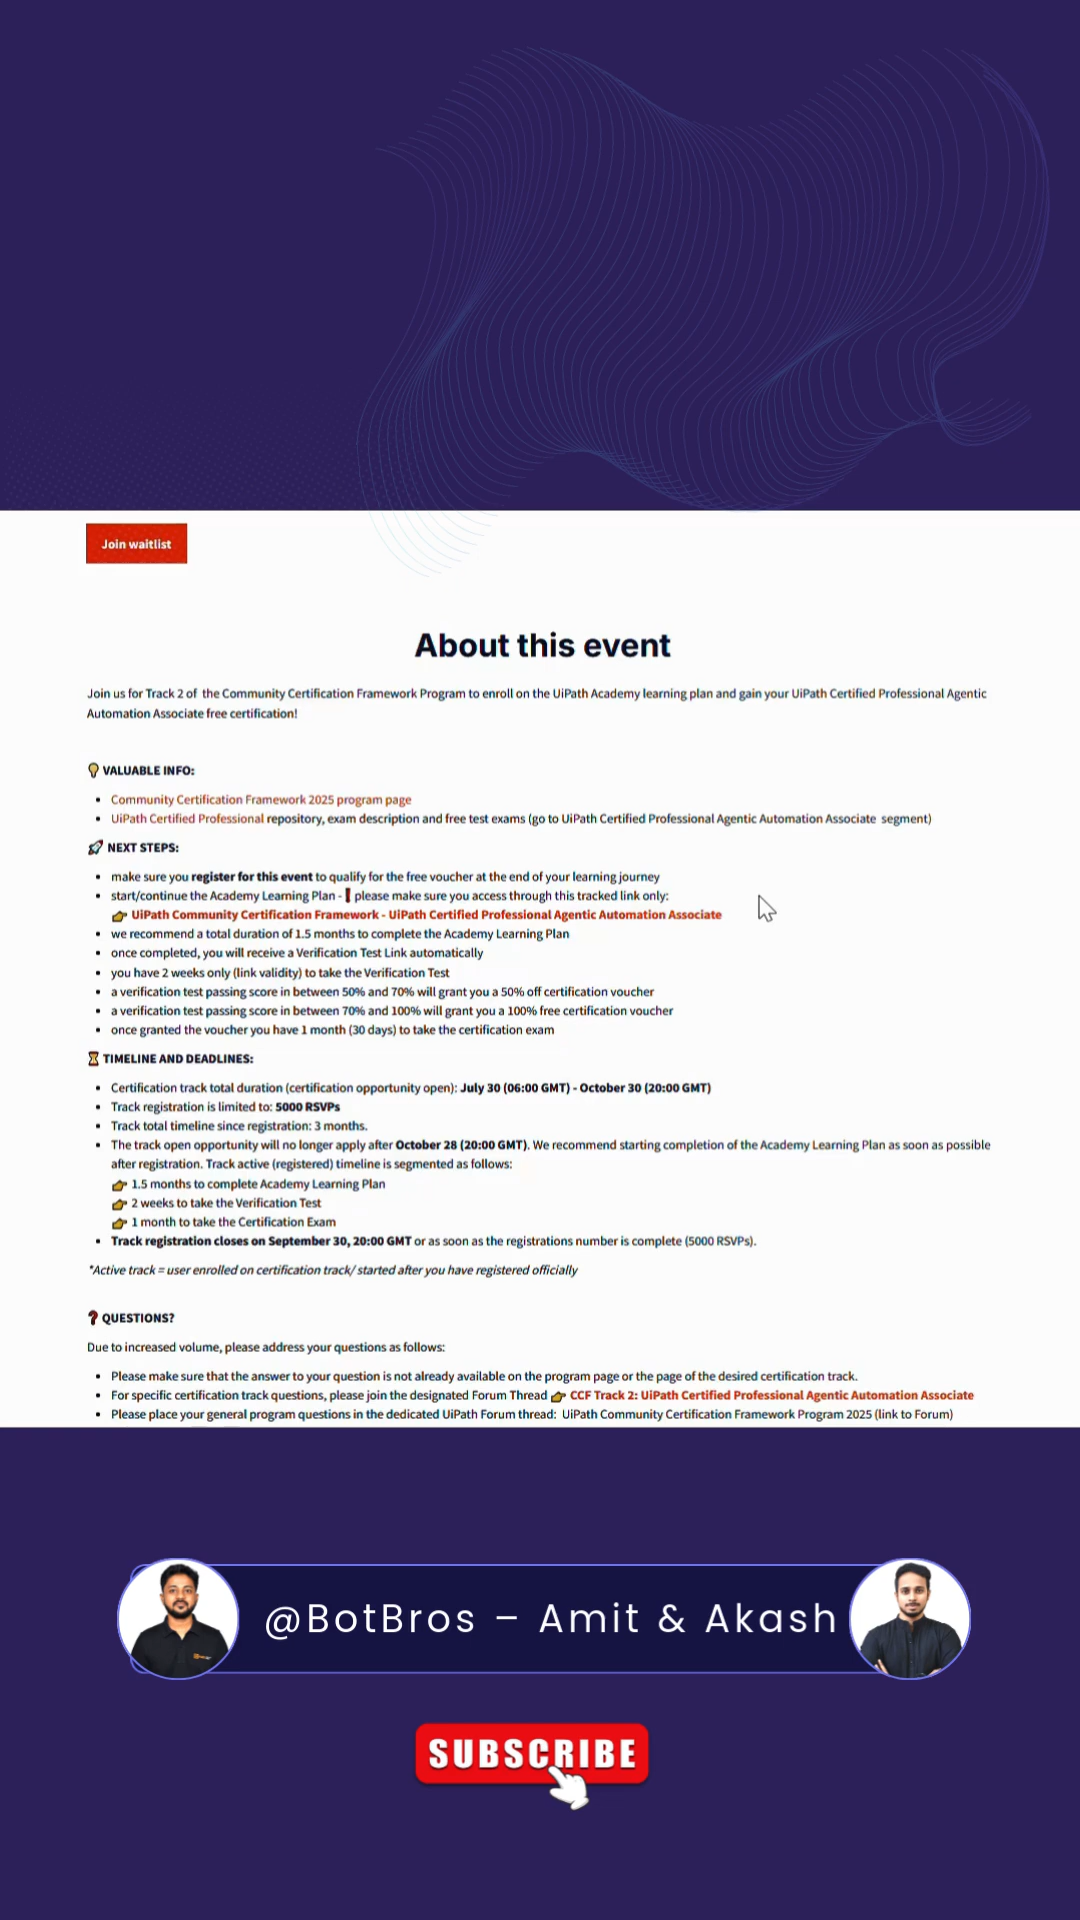 Join waitlist
About this event
Join us for Track 2 of the Community Certification Framework Program to enroll on the UiPath Academy learning plan and gain your UiPath Certified Professional Agentic
Automation Associate free certification!
VALUABLE INFO:
• Community Certification Framework 2025 program page
• UiPath Certified Professional repository, exam description and free test exams (go to UiPath Certified Professional Agentic Automation Associate segment)
🚀 NEXT STEPS:
• make sure you register for this event to qualify for the free voucher at the end of your learning journey
• start/continue the Academy Learning Plan - ❗ please make sure you access through this tracked link only:
👉 UiPath Community Certification Framework - UiPath Certified Professional Agentic Automation Associate
• we recommend a total duration of 1.5 months to complete the Academy Learning Plan
• once completed, you will receive a Verification Test Link automatically
• you have 2 weeks only (link validity) to take the Verification Test
• a verification test passing score in between 50% and 70% will grant you a 50% off certification voucher
• a verification test passing score in between 70% and 100% will grant you a 100% free certification voucher
• once granted the voucher you have 1 month (30 days) to take the certification exam
⌛ TIMELINE AND DEADLINES:
• Certification track total duration (certification opportunity open): July 30 (06:00 GMT) - October 30 (20:00 GMT)
• Track registration is limited to: 5000 RSVPs
• Track total timeline since registration: 3 months.
• The track open opportunity will no longer apply after October 28 (20:00 GMT). We recommend starting completion of the Academy Learning Plan as soon as possible
after registration. Track active (registered) timeline is segmented as follows:
👉 1.5 months to complete Academy Learning Plan
👉 2 weeks to take the Verification Test
👉 1 month to take the Certification Exam
• Track registration closes on September 30, 20:00 GMT or as soon as the registrations number is complete (5000 RSVPs).
*Active track = user enrolled on certification track/ started after you have registered officially
❓ QUESTIONS?
Due to increased volume, please address your questions as follows:
• Please make sure that the answer to your question is not already available on the program page or the page of the desired certification track.
• For specific certification track questions, please join the designated Forum Thread 👉 CCF Track 2: UiPath Certified Professional Agentic Automation Associate
• Please place your general program questions in the dedicated UiPath Forum thread: UiPath Community Certification Framework Program 2025 (link to Forum)
@BotBros – Amit & Akash
SUBSCRIBE